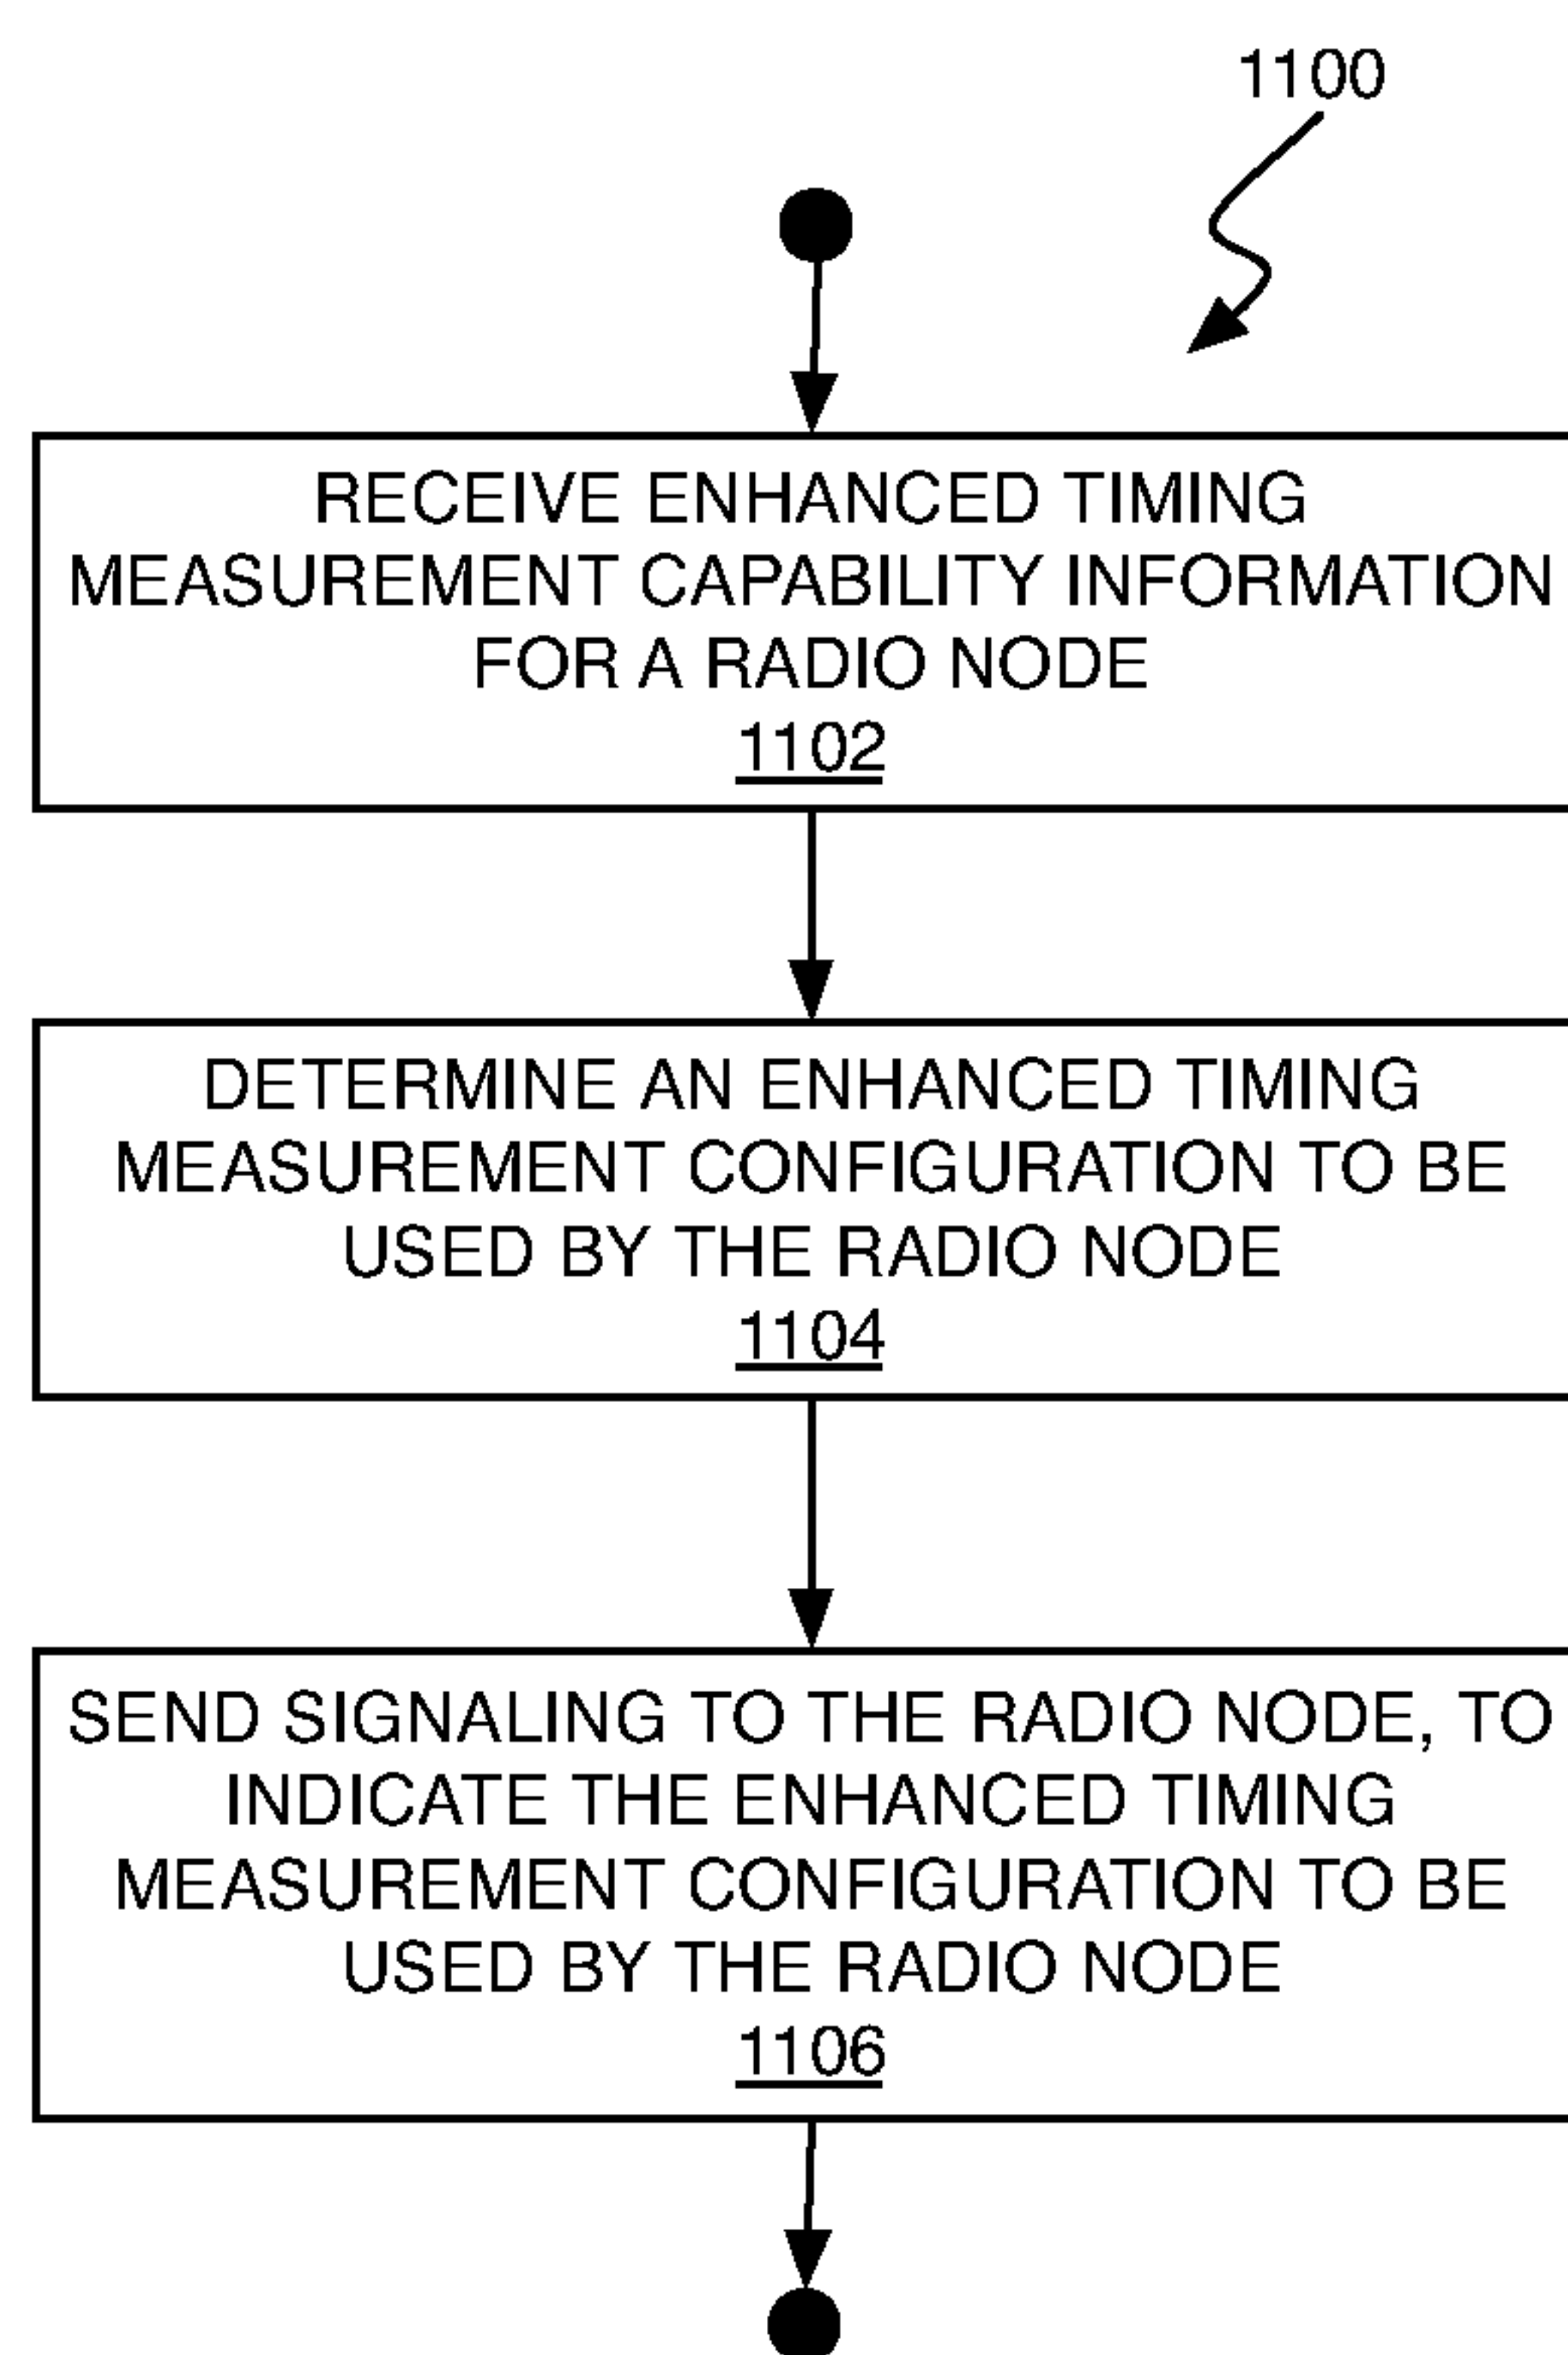 1100
RECEIVE ENHANCED TIMING
MEASUREMENT CAPABILITY INFORMATION
FOR A RADIO NODE
1102
DETERMINE AN ENHANCED TIMING
MEASUREMENT CONFIGURATION TO BE
USED BY THE RADIO NODE
1104
SEND SIGNALING TO THE RADIO NODE, TO
INDICATE THE ENHANCED TIMING
MEASUREMENT CONFIGURATION TO BE
USED BY THE RADIO NODE
1106